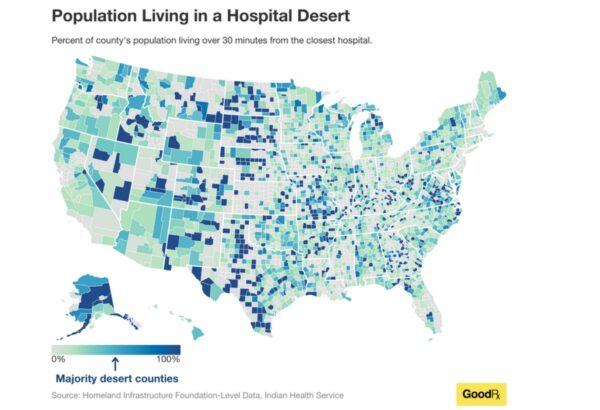 Population Living in a Hospital Desert
Percent of county's population living over 30 minutes from the closest hospital.
0% 100%
Majority desert counties
Source: Homeland Infrastructure Foundation-Level Data, Indian Health Service
GoodRx